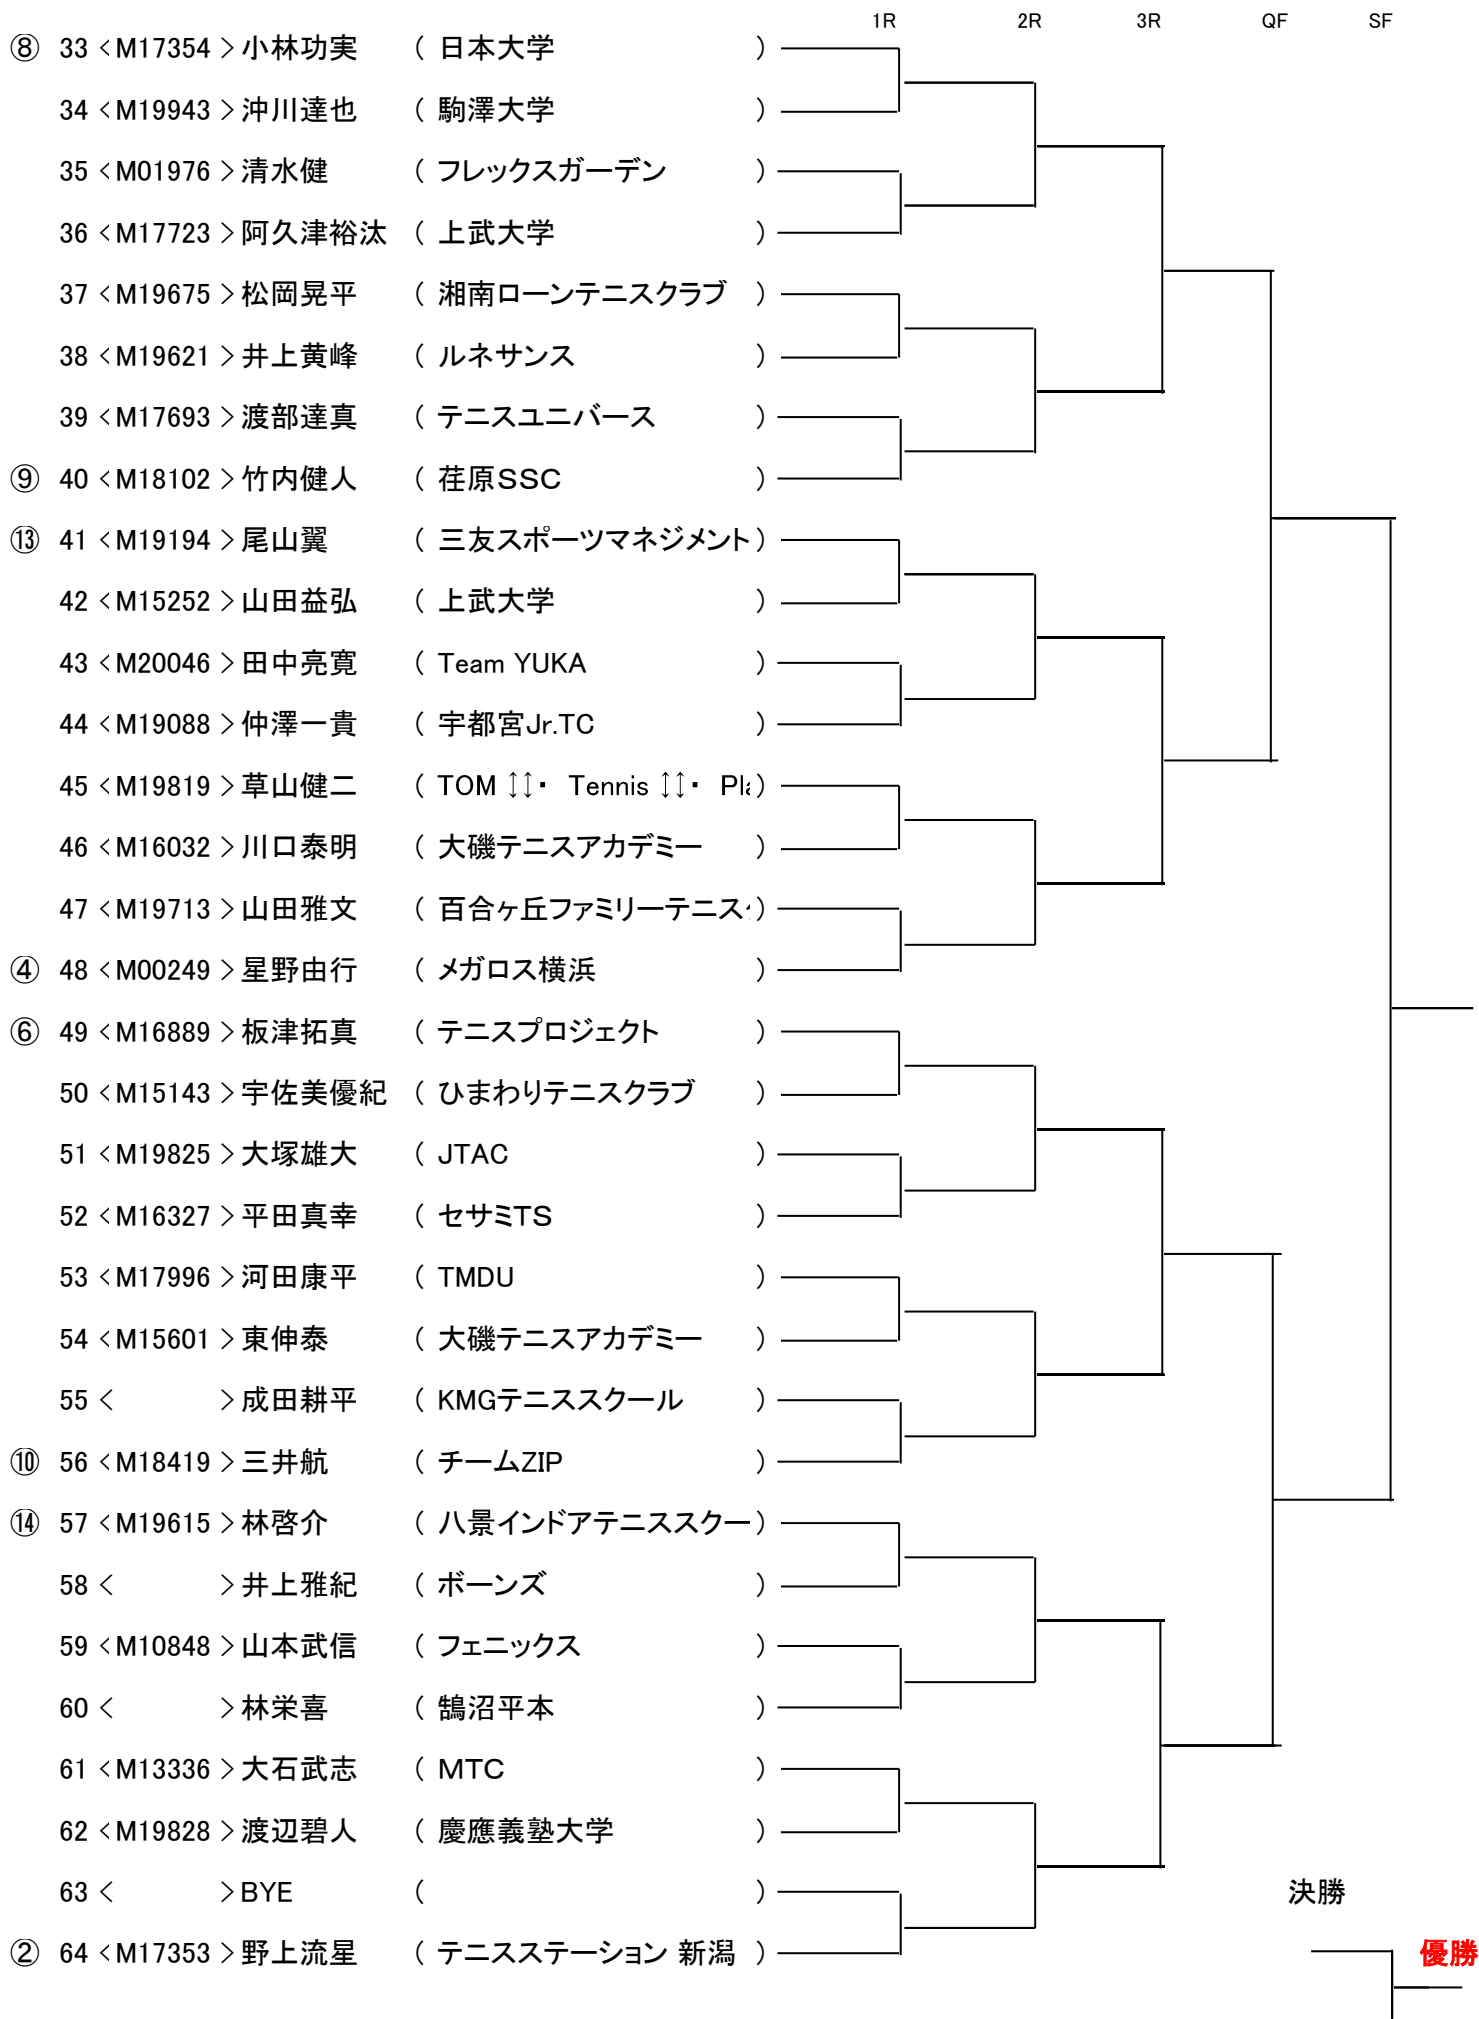 1R 2R 3R QF SF
⑧ 33 <M17354 > 小林功実 ( 日本大学 )
34 <M19943 > 沖川達也 ( 駒澤大学 )
35 <M01976 > 清水健 ( フレックスガーデン )
36 <M17723 > 阿久津裕汰 ( 上武大学 )
37 <M19675 > 松岡晃平 ( 湘南ローンテニスクラブ )
38 <M19621 > 井上黄峰 ( ルネサンス )
39 <M17693 > 渡部達真 ( テニスユニバース )
⑨ 40 <M18102 > 竹内健人 ( 荏原SSC )
⑬ 41 <M19194 > 尾山翼 ( 三友スポーツマネジメント )
42 <M15252 > 山田益弘 ( 上武大学 )
43 <M20046 > 田中亮寛 ( Team YUKA )
44 <M19088 > 仲澤一貴 ( 宇都宮Jr.TC )
45 <M19819 > 草山健二 ( TOM ↕↕・ Tennis ↕↕・ Pl )
46 <M16032 > 川口泰明 ( 大磯テニスアカデミー )
47 <M19713 > 山田雅文 ( 百合ヶ丘ファミリーテニス )
④ 48 <M00249 > 星野由行 ( メガロス横浜 )
⑥ 49 <M16889 > 板津拓真 ( テニスプロジェクト )
50 <M15143 > 宇佐美優紀 ( ひまわりテニスクラブ )
51 <M19825 > 大塚雄大 ( JTAC )
52 <M16327 > 平田真幸 ( セサミTS )
53 <M17996 > 河田康平 ( TMDU )
54 <M15601 > 東伸泰 ( 大磯テニスアカデミー )
55 < > 成田耕平 ( KMGテニススクール )
⑩ 56 <M18419 > 三井航 ( チームZIP )
⑭ 57 <M19615 > 林啓介 ( 八景インドアテニススクー )
58 < > 井上雅紀 ( ボーンズ )
59 <M10848 > 山本武信 ( フェニックス )
60 < > 林栄喜 ( 鵠沼平本 )
61 <M13336 > 大石武志 ( MTC )
62 <M19828 > 渡辺碧人 ( 慶應義塾大学 )
63 < > BYE ( )
決勝
② 64 <M17353 > 野上流星 ( テニスステーション 新潟 )
優勝